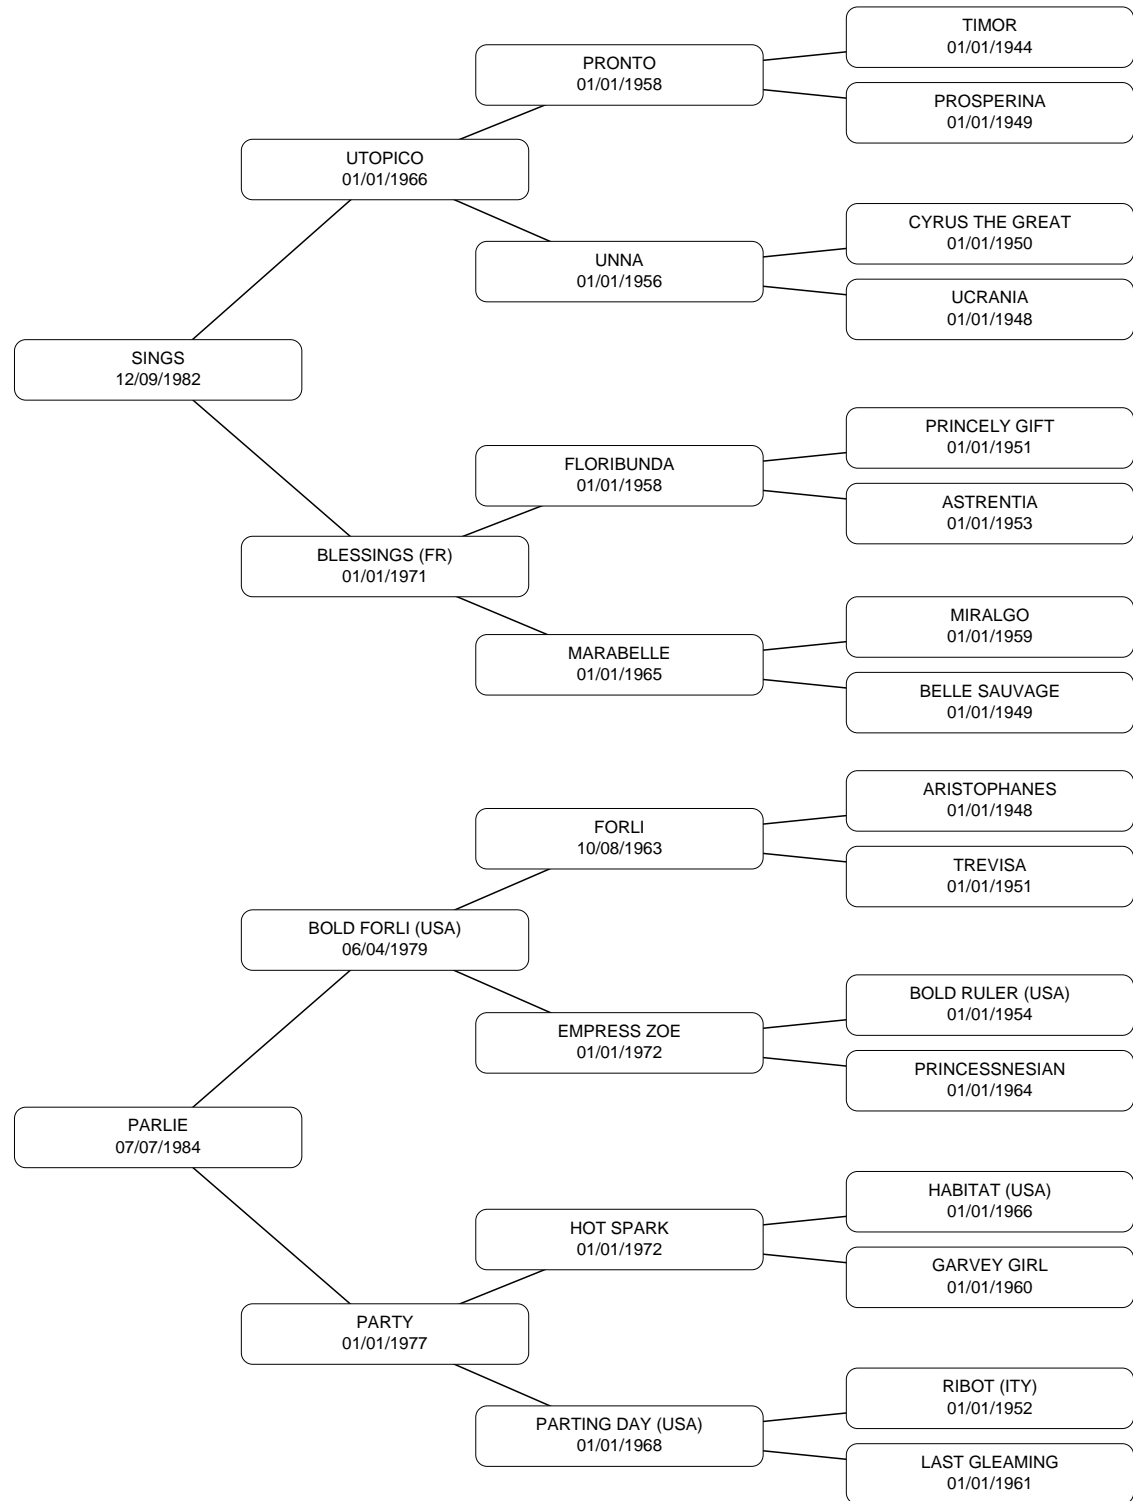 TIMOR
01/01/1944
PRONTO
01/01/1958
PROSPERINA
01/01/1949
UTOPICO
01/01/1966
CYRUS THE GREAT
01/01/1950
UNNA
01/01/1956
UCRANIA
01/01/1948
SINGS
12/09/1982
PRINCELY GIFT
01/01/1951
FLORIBUNDA
01/01/1958
ASTRENTIA
01/01/1953
BLESSINGS (FR)
01/01/1971
MIRALGO
01/01/1959
MARABELLE
01/01/1965
BELLE SAUVAGE
01/01/1949
ARISTOPHANES
01/01/1948
FORLI
10/08/1963
TREVISA
01/01/1951
BOLD FORLI (USA)
06/04/1979
BOLD RULER (USA)
01/01/1954
EMPRESS ZOE
01/01/1972
PRINCESSNESIAN
01/01/1964
PARLIE
07/07/1984
HABITAT (USA)
01/01/1966
HOT SPARK
01/01/1972
GARVEY GIRL
01/01/1960
PARTY
01/01/1977
RIBOT (ITY)
01/01/1952
PARTING DAY (USA)
01/01/1968
LAST GLEAMING
01/01/1961